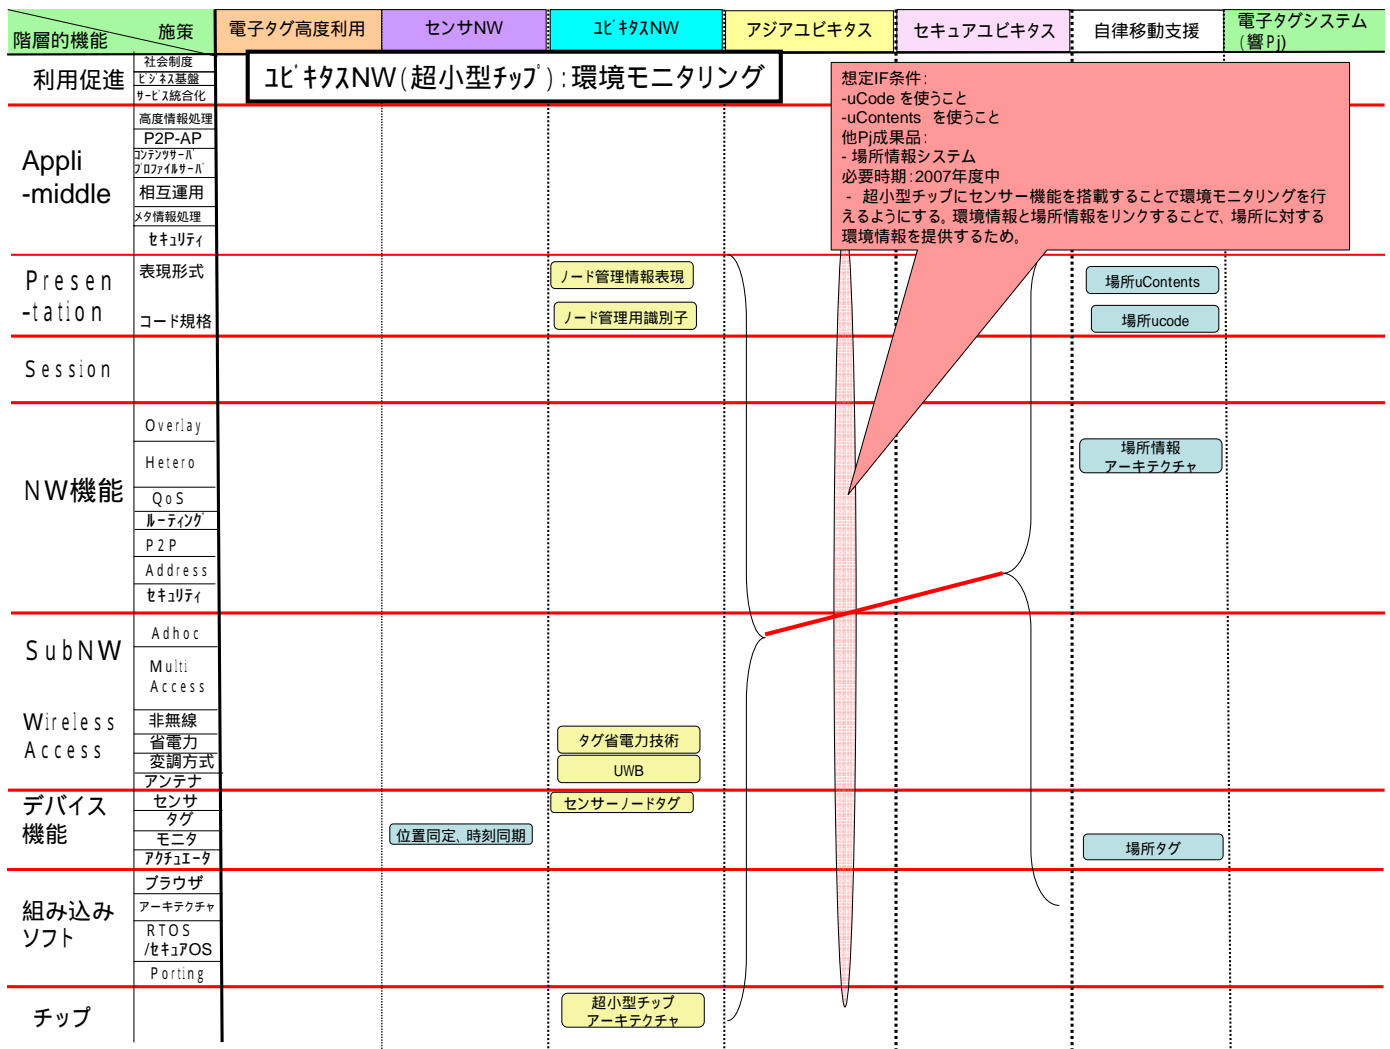 階層的機能
施策
電子タグ高度利用
センサNW
ﾕﾋﾞｷﾀｽNW
アジアユビキタス
セキュアユビキタス
自律移動支援
電子タグシステム
(響Pj)
ﾕﾋﾞｷﾀｽNW(超小型ﾁｯﾌﾟ):環境モニタリング
想定IF条件:
-uCode を使うこと
-uContents を使うこと
他Pj成果品:
- 場所情報システム
必要時期:2007年度中
- 超小型チップにセンサー機能を搭載することで環境モニタリングを行
えるようにする。環境情報と場所情報をリンクすることで、場所に対する
環境情報を提供するため。
利用促進
社会制度
ﾋﾞｼﾞﾈｽ基盤
ｻｰﾋﾞｽ統合化
Appli
-middle
高度情報処理
P2P-AP
ｺﾝﾃﾝﾂｻｰﾊﾞ
ﾌﾟﾛﾌｧｲﾙｻｰﾊﾞ
相互運用
ﾒﾀ情報処理
ｾｷｭﾘﾃｨ
Presen
-tation
表現形式
コード規格
ノード管理情報表現
ノード管理用識別子
場所uContents
場所ucode
Session
NW機能
Overlay
Hetero
QoS
ﾙｰﾃｨﾝｸﾞ
P2P
Address
ｾｷｭﾘﾃｨ
場所情報
アーキテクチャ
SubNW
Adhoc
Multi
Access
Wireless
Access
非無線
省電力
変調方式
アンテナ
タグ省電力技術
UWB
デバイス
機能
センサ
タグ
モニタ
ｱｸﾁｭｴｰﾀ
センサーノードタグ
位置同定、時刻同期
場所タグ
組み込み
ソフト
ブラウザ
アーキテクチャ
RTOS
/ｾｷｭｱOS
Porting
チップ
超小型チップ
アーキテクチャ